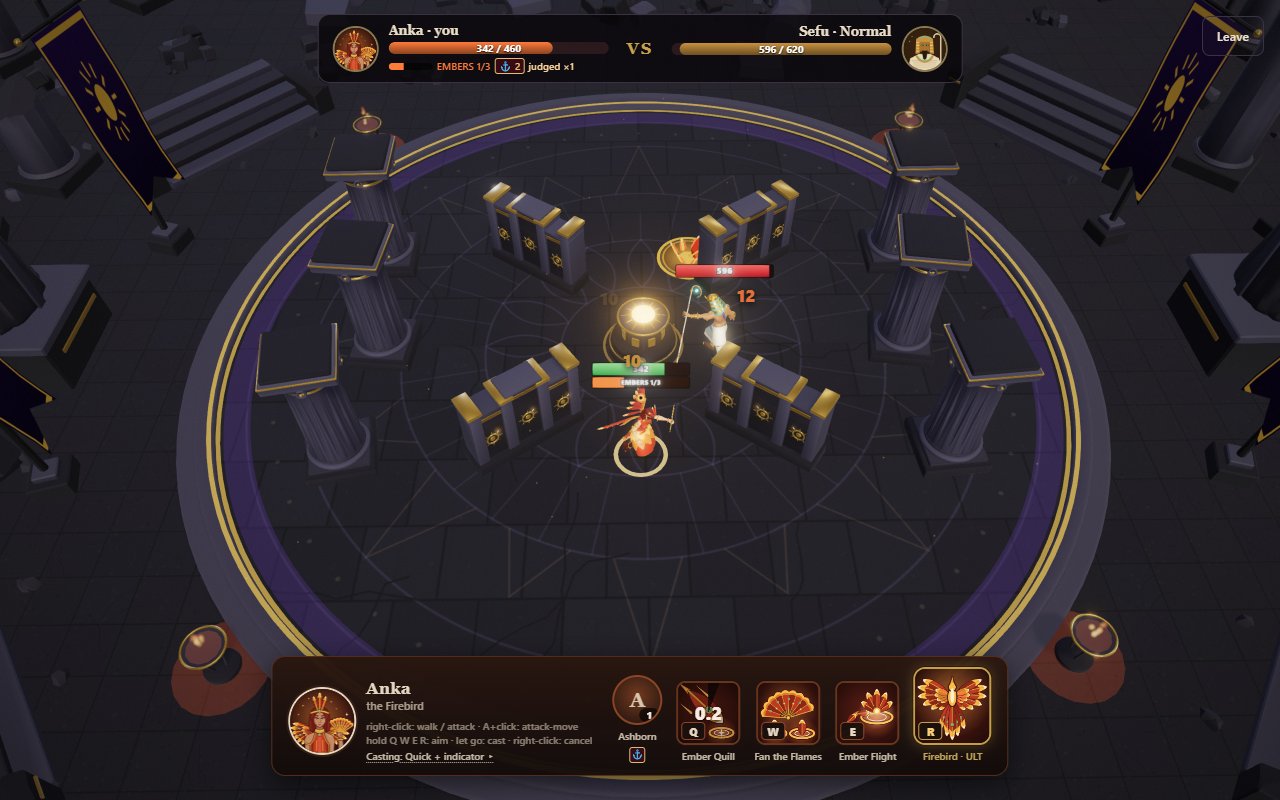 Anka · you
342 / 460
EMBERS 1/3
2
judged ×1
VS
Sefu · Normal
596 / 620
Leave
596
12
10
10
EMBERS 1/3
Anka
the Firebird
right-click: walk / attack · A+click: attack-move
hold Q W E R: aim · let go: cast · right-click: cancel
Casting: Quick + indicator ▸
A
1
Ashborn
0.2
Q
Ember Quill
W
Fan the Flames
E
Ember Flight
R
Firebird · ULT